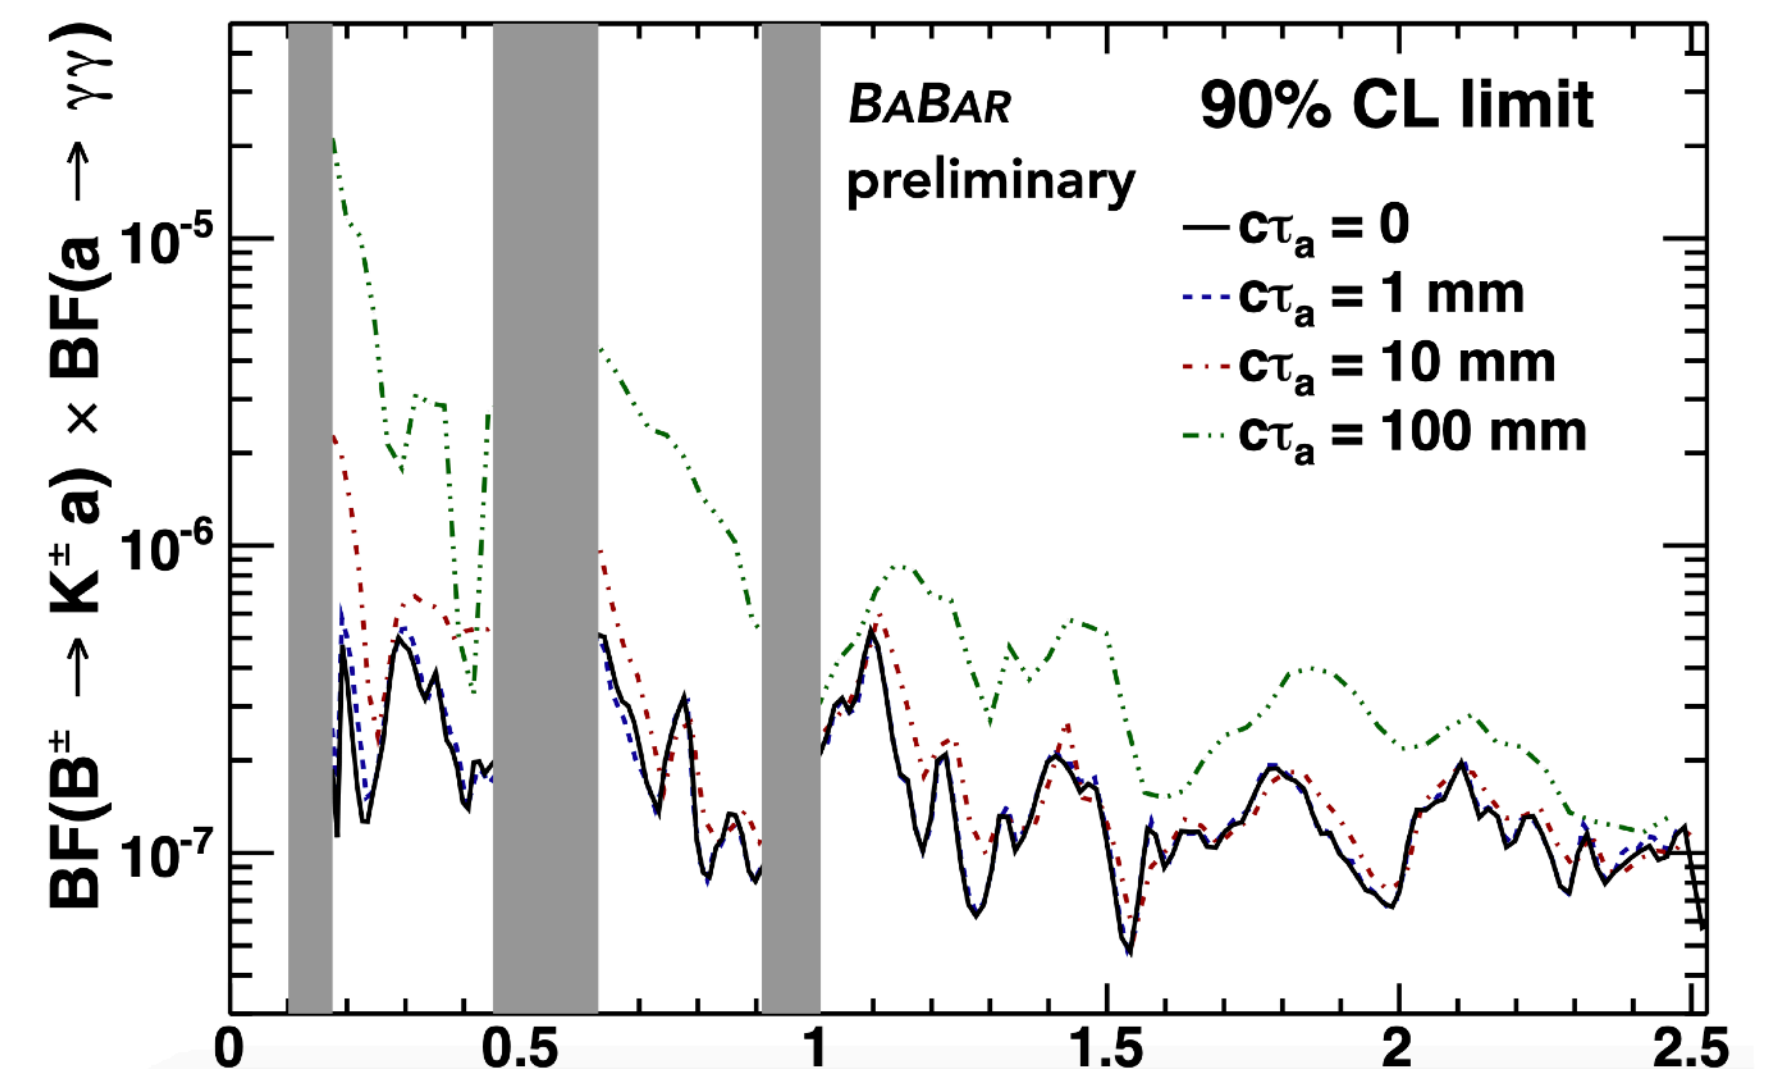 BF(B± → K± a) × BF(a → γγ)
10⁻⁵
10⁻⁶
10⁻⁷
BABAR
preliminary
90% CL limit
cτₐ = 0
cτₐ = 1 mm
cτₐ = 10 mm
cτₐ = 100 mm
0 0.5 1 1.5 2 2.5